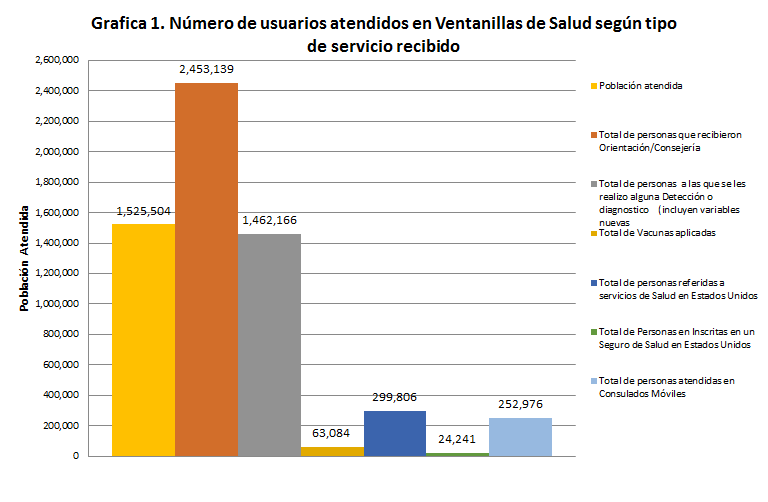 Grafica 1. Número de usuarios atendidos en Ventanillas de Salud según tipo
de servicio recibido
Población Atendida
2,600,000
2,400,000
2,200,000
2,000,000
1,800,000
1,600,000
1,400,000
1,200,000
1,000,000
800,000
600,000
400,000
200,000
0
1,525,504
2,453,139
1,462,166
63,084
299,806
24,241
252,976
Población atendida
Total de personas que recibieron
Orientación/Consejería
Total de personas a las que se les
realizo alguna Detección o
diagnostico (incluyen variables
nuevas
Total de Vacunas aplicadas
Total de personas referidas a
servicios de Salud en Estados Unidos
Total de Personas en Inscritas en un
Seguro de Salud en Estados Unidos
Total de personas atendidas en
Consulados Móviles